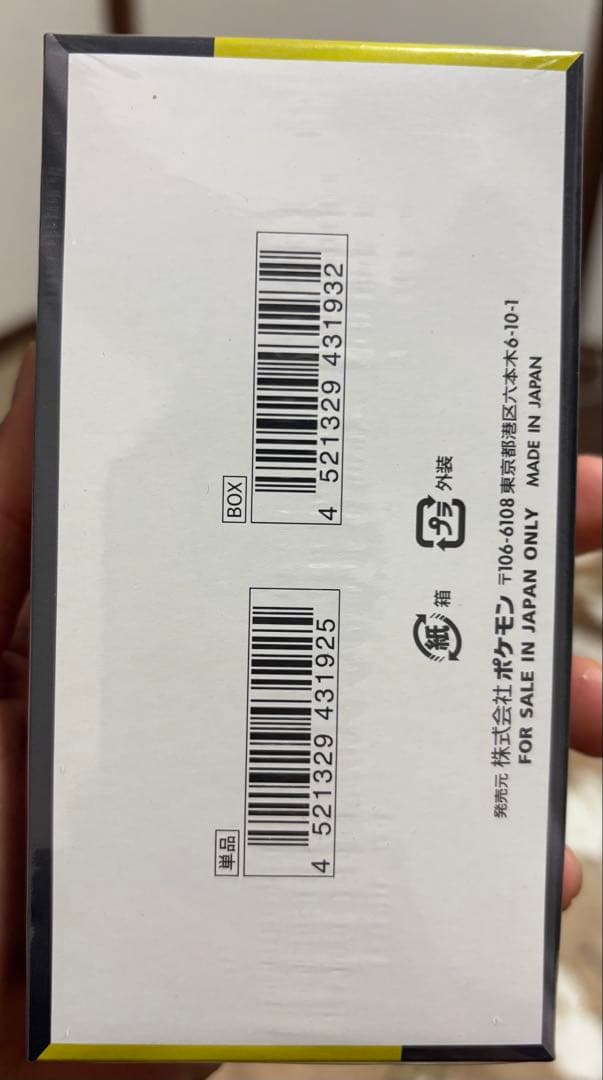 単品
4 521329 431925
BOX
4 521329 431932
紙 箱
プラ 外装
発売元 株式会社 ポケモン 〒106-6108 東京都港区六本木6-10-1
FOR SALE IN JAPAN ONLY MADE IN JAPAN